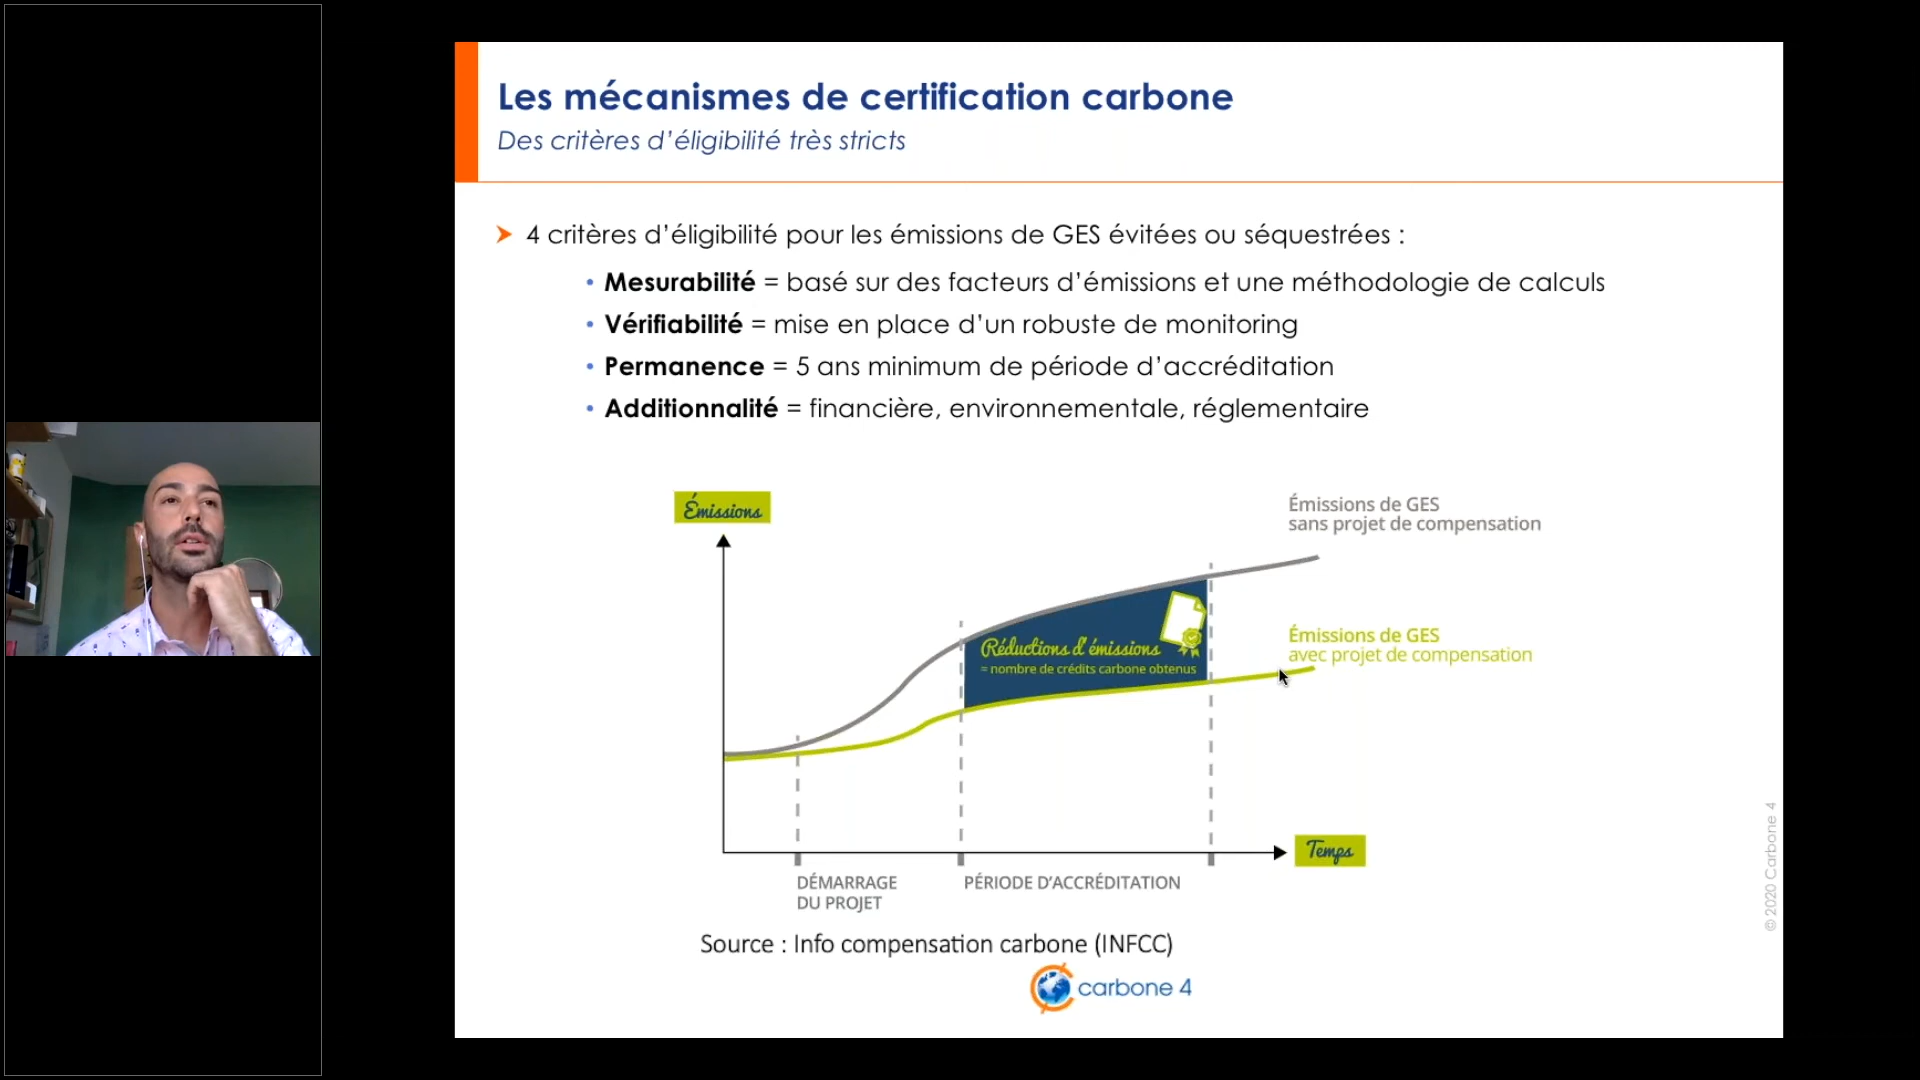 Les mécanismes de certification carbone
Des critères d'éligibilité très stricts
4 critères d'éligibilité pour les émissions de GES évitées ou séquestrées :
• Mesurabilité = basé sur des facteurs d'émissions et une méthodologie de calculs
• Vérifiabilité = mise en place d'un robuste de monitoring
• Permanence = 5 ans minimum de période d'accréditation
• Additionnalité = financière, environnementale, réglementaire
Émissions
Émissions de GES
sans projet de compensation
Réductions d'émissions
= nombre de crédits carbone obtenus
Émissions de GES
avec projet de compensation
Temps
DÉMARRAGE
DU PROJET
PÉRIODE D'ACCRÉDITATION
Source : Info compensation carbone (INFCC)
carbone 4
© 2020 Carbone 4